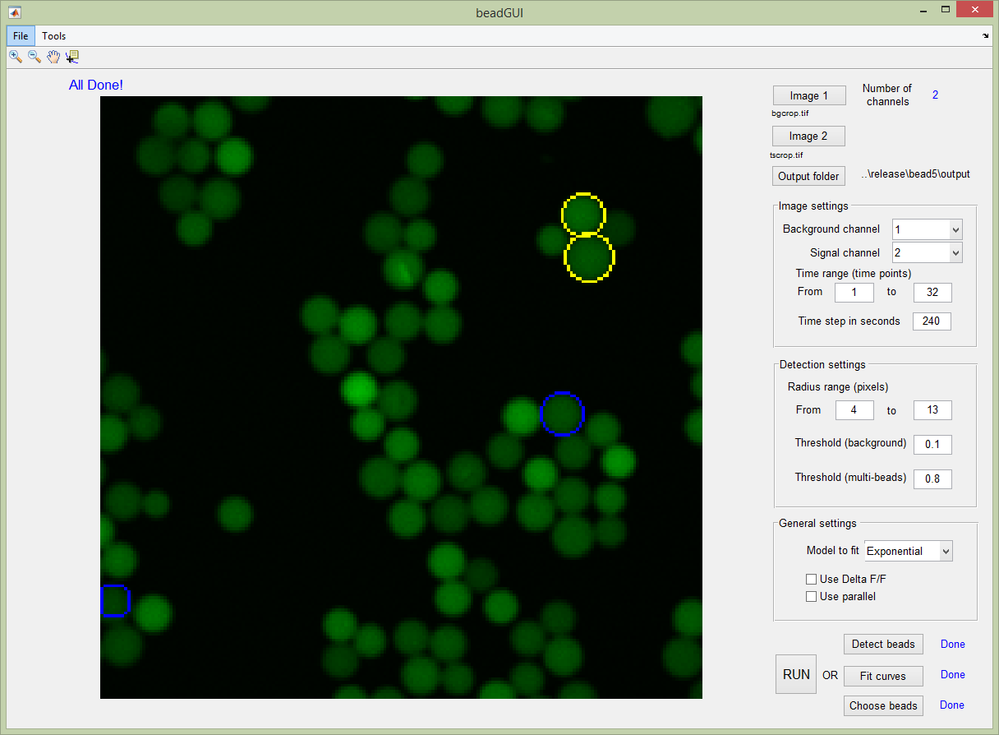 beadGUI
File Tools
All Done!
Image 1
Number of
channels
2
bgcrop.tif
Image 2
tscrop.tif
Output folder
..\release\bead5\output
Image settings
Background channel 1
Signal channel 2
Time range (time points)
From 1 to 32
Time step in seconds 240
Detection settings
Radius range (pixels)
From 4 to 13
Threshold (background) 0.1
Threshold (multi-beads) 0.8
General settings
Model to fit Exponential
Use Delta F/F
Use parallel
Detect beads Done
RUN OR Fit curves Done
Choose beads Done